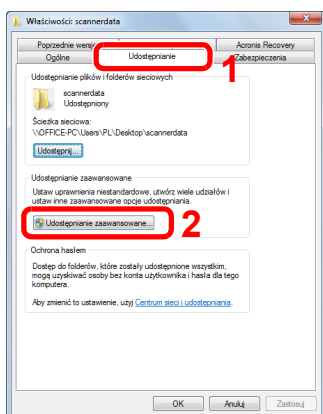 Właściwości: scannerdata
Poprzednie wersje
Acronis Recovery
Ogólne
Udostępnianie
Zabezpieczenia
1
Udostępnianie plików i folderów sieciowych
scannerdata
Udostępniony
Ścieżka sieciowa:
\\OFFICE-PC\Users\PL\Desktop\scannerdata
Udostępnij...
Udostępnianie zaawansowane
Ustaw uprawnienia niestandardowe, utwórz wiele udziałów i
ustaw inne zaawansowane opcje udostępniania.
Udostępnianie zaawansowane...
2
Ochrona hasłem
Dostęp do folderów, które zostały udostępnione wszystkim,
mogą uzyskiwać osoby bez konta użytkownika i hasła dla tego
komputera.
Aby zmienić to ustawienie, użyj Centrum sieci i udostępniania.
OK
Anuluj
Zastosuj